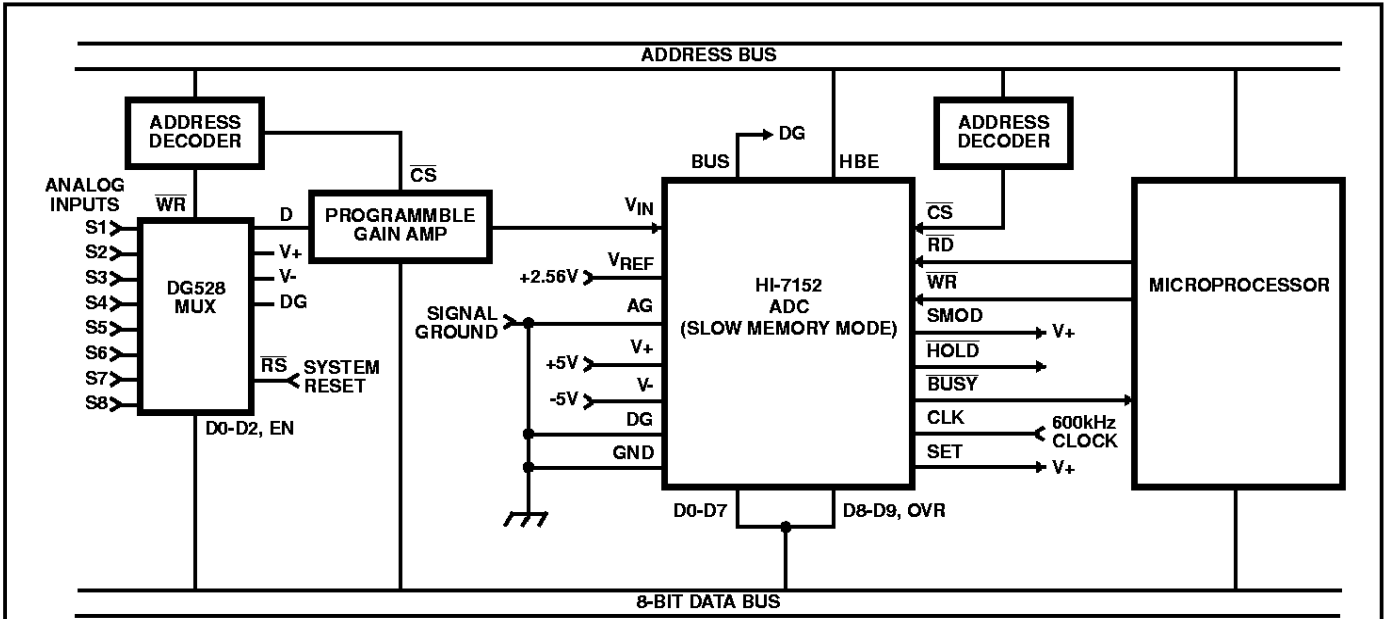 ADDRESS BUS
ADDRESS
DECODER
ADDRESS
DECODER
DG
BUS
HBE
CS
ANALOG
INPUTS
WR
S1
S2
S3
S4
S5
S6
S7
S8
DG528
MUX
D
V+
V-
DG
RS
SYSTEM
RESET
D0-D2, EN
PROGRAMMBLE
GAIN AMP
VIN
VREF
+2.56V
AG
SIGNAL
GROUND
V+
+5V
V-
-5V
DG
GND
HI-7152
ADC
(SLOW MEMORY MODE)
CS
RD
WR
SMOD
V+
HOLD
BUSY
CLK
600kHz
CLOCK
SET
V+
MICROPROCESSOR
D0-D7
D8-D9, OVR
8-BIT DATA BUS